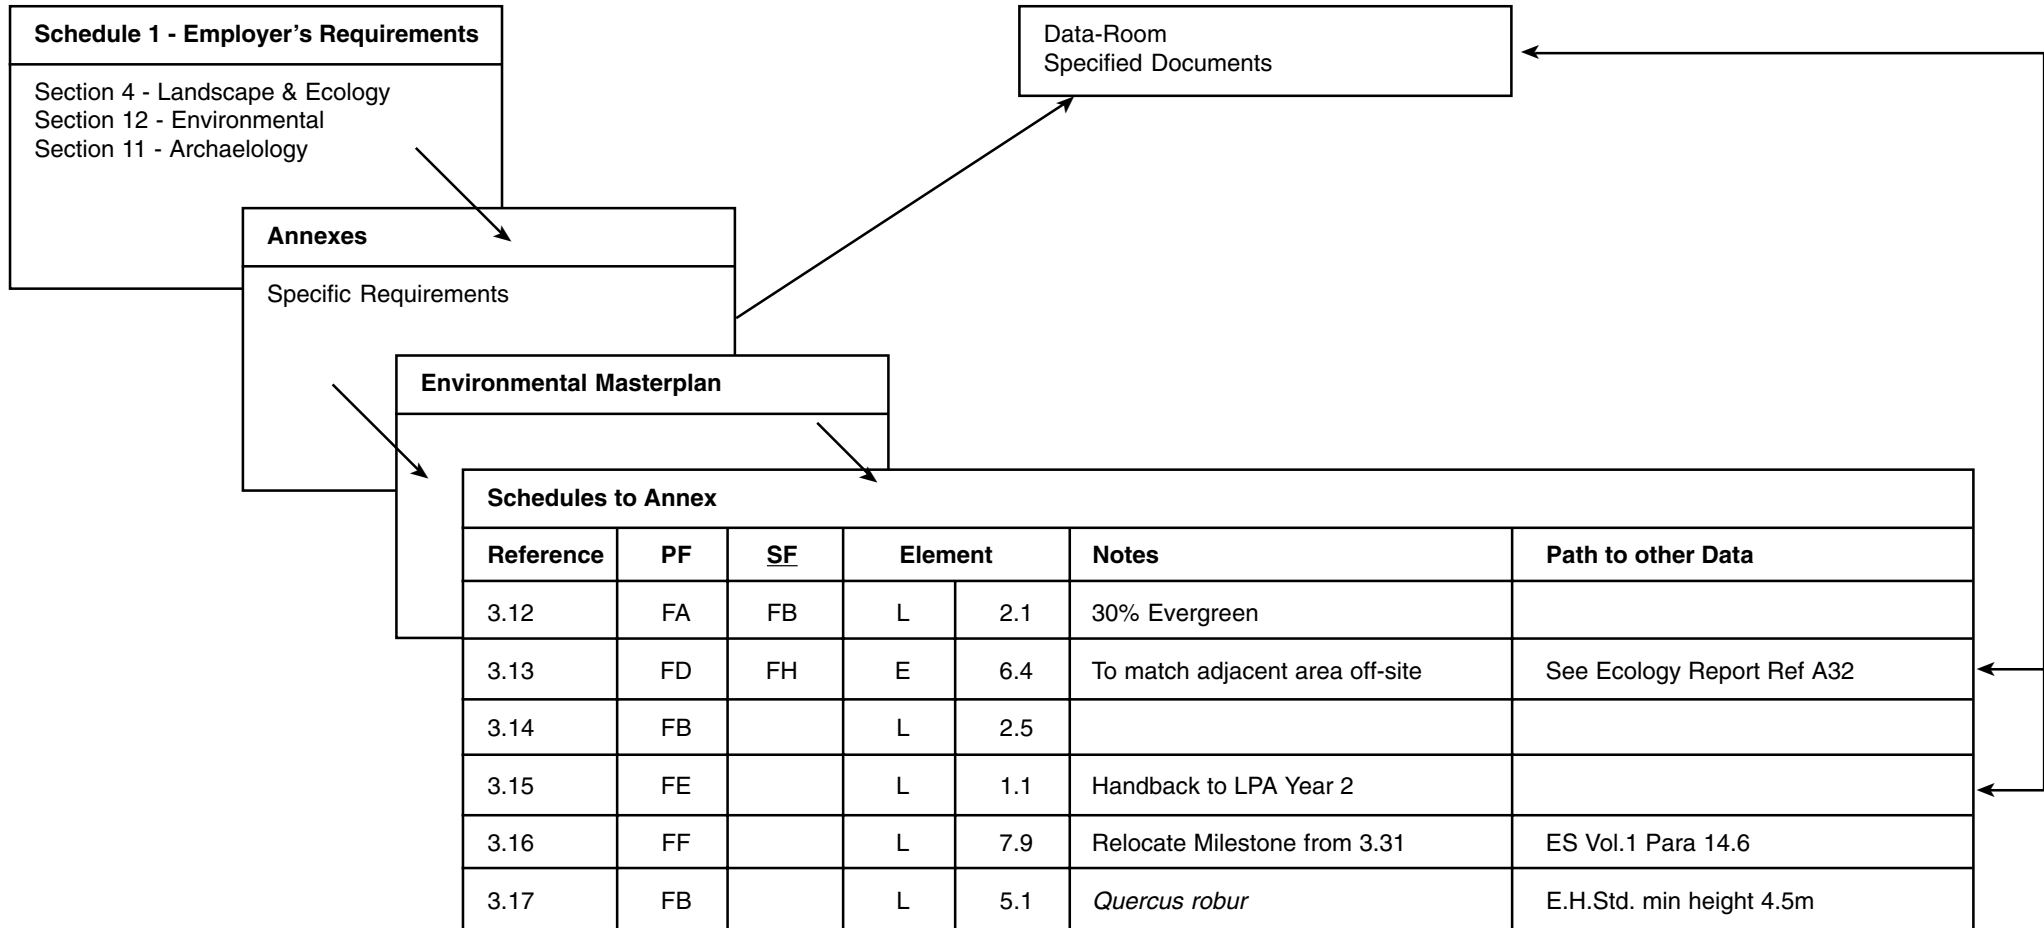 Schedule 1 - Employer’s Requirements
Section 4 - Landscape & Ecology
Section 12 - Environmental
Section 11 - Archaelology
Data-Room
Specified Documents
Annexes
Specific Requirements
Environmental Masterplan
Schedules to Annex
Reference PF SF Element Notes Path to other Data
3.12 FA FB L 2.1 30% Evergreen
3.13 FD FH E 6.4 To match adjacent area off-site See Ecology Report Ref A32
3.14 FB L 2.5
3.15 FE L 1.1 Handback to LPA Year 2
3.16 FF L 7.9 Relocate Milestone from 3.31 ES Vol.1 Para 14.6
3.17 FB L 5.1 Quercus robur E.H.Std. min height 4.5m